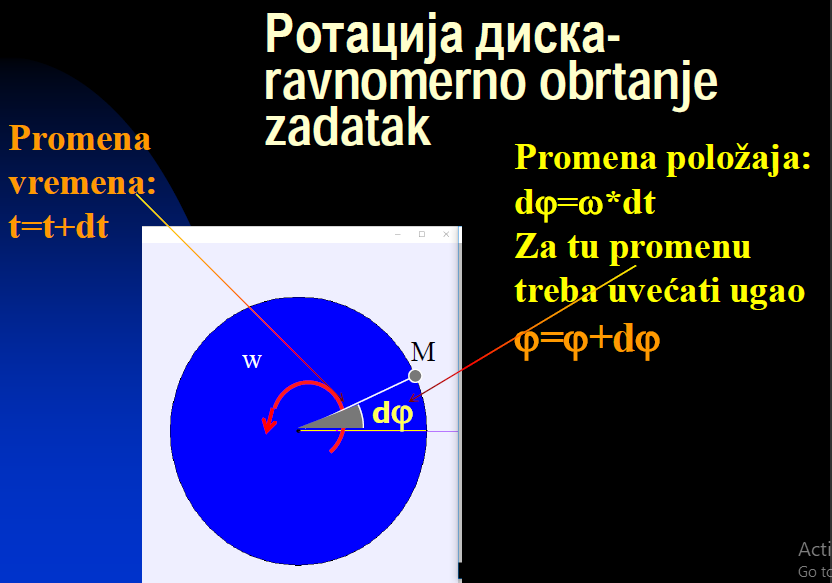 Ротација диска-
ravnomerno obrtanje
zadatak
Promena
vremena:
t=t+dt
Promena položaja:
dφ=ω*dt
Za tu promenu
treba uvećati ugao
φ=φ+dφ
M
w
dφ
Acti
Go to